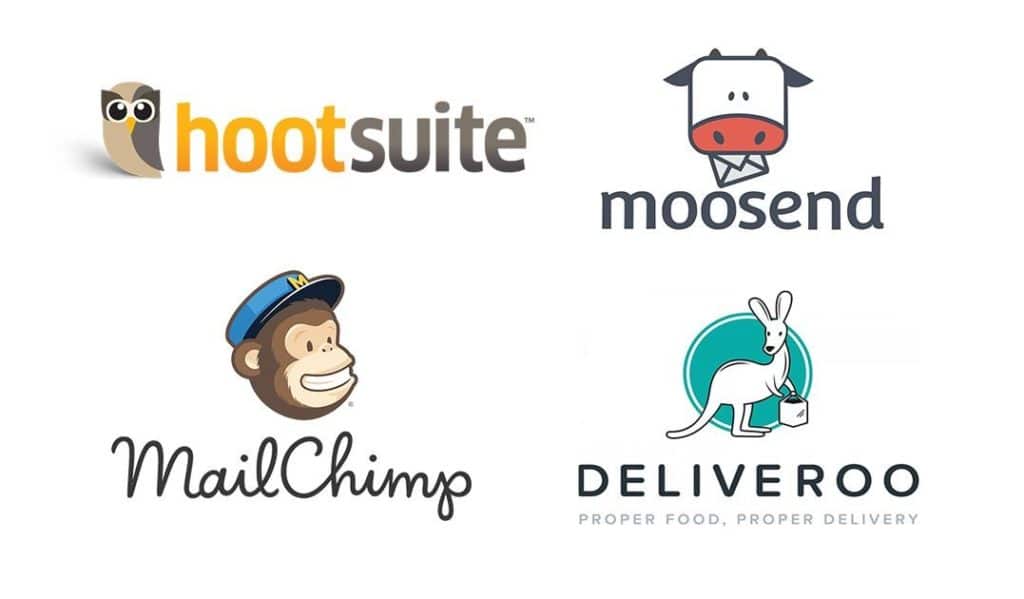 hootsuite™
moosend
M
MailChimp
®
DELIVEROO
PROPER FOOD, PROPER DELIVERY